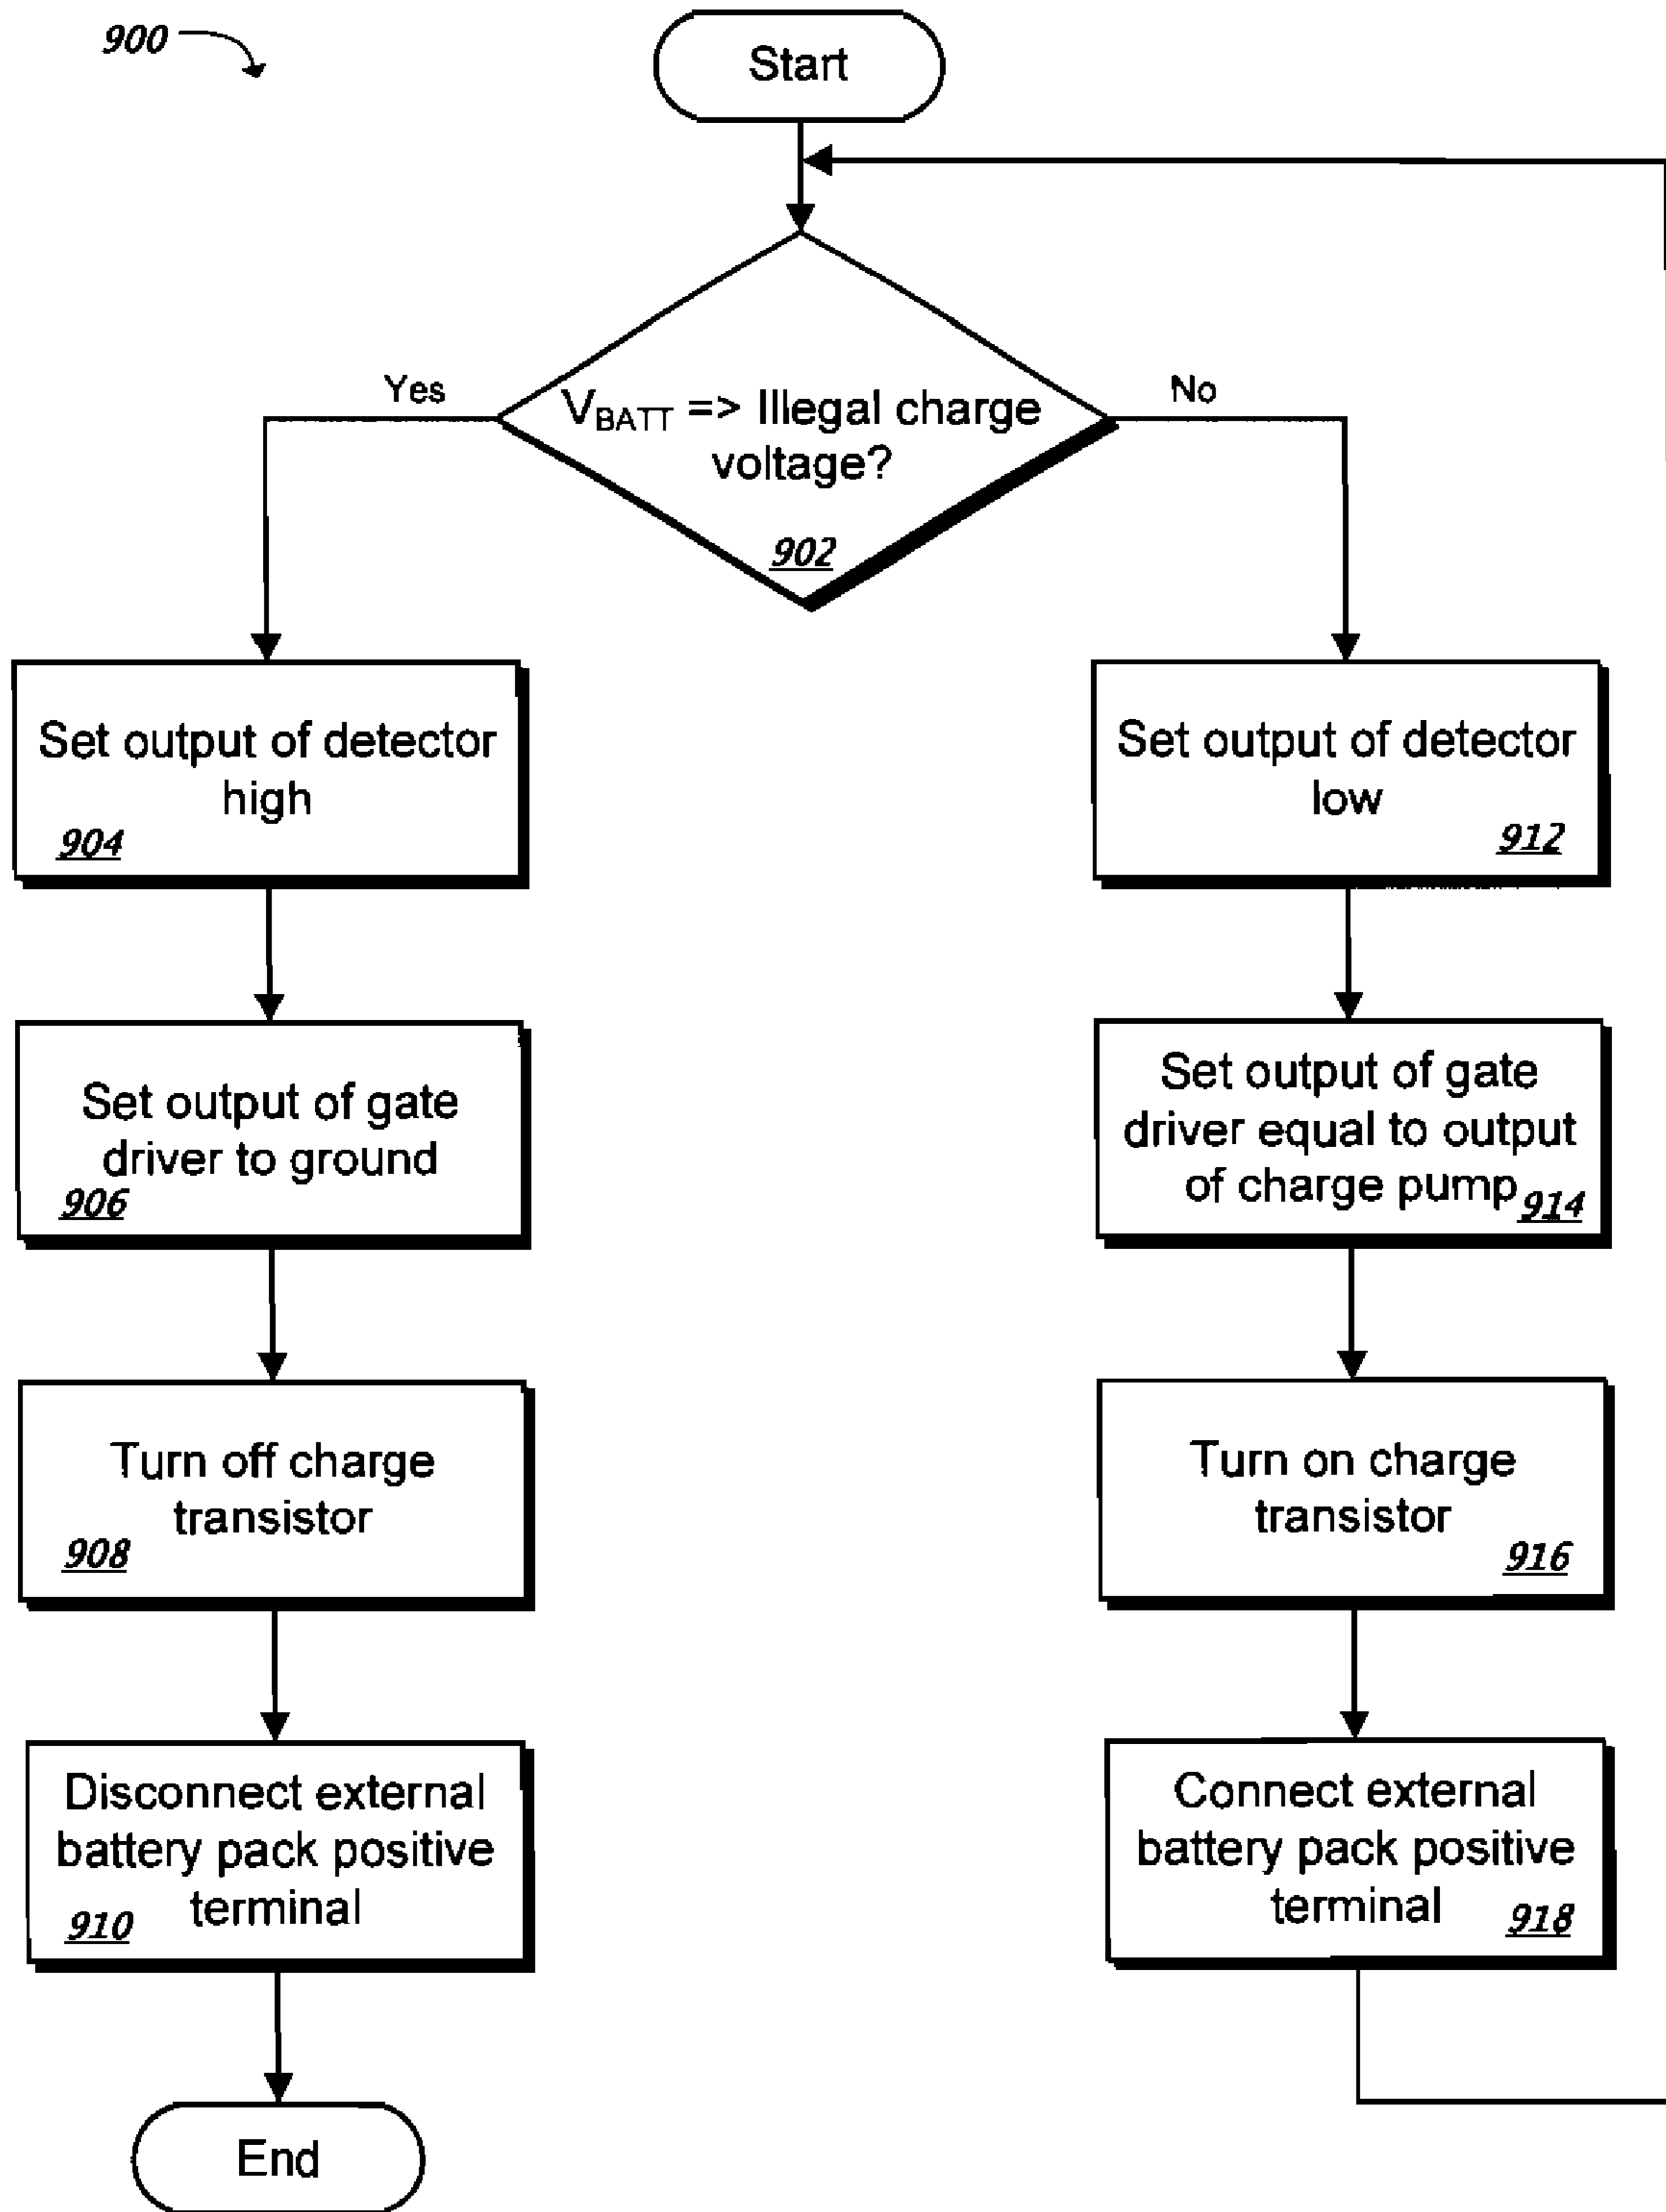 900
Start
Yes
No
V_BATT => Illegal charge
voltage?
902
Set output of detector
high
904
Set output of gate
driver to ground
906
Turn off charge
transistor
908
Disconnect external
battery pack positive
terminal
910
End
Set output of detector
low
912
Set output of gate
driver equal to output
of charge pump
914
Turn on charge
transistor
916
Connect external
battery pack positive
terminal
918